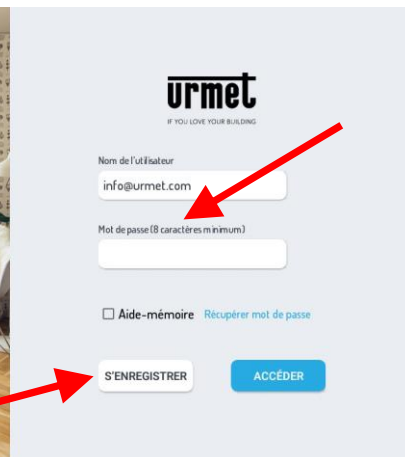 urmet
IF YOU LOVE YOUR BUILDING
Nom de l'utilisateur
info@urmet.com
Mot de passe (8 caractères minimum)
Aide-mémoire Récupérer mot de passe
S'ENREGISTRER ACCÉDER